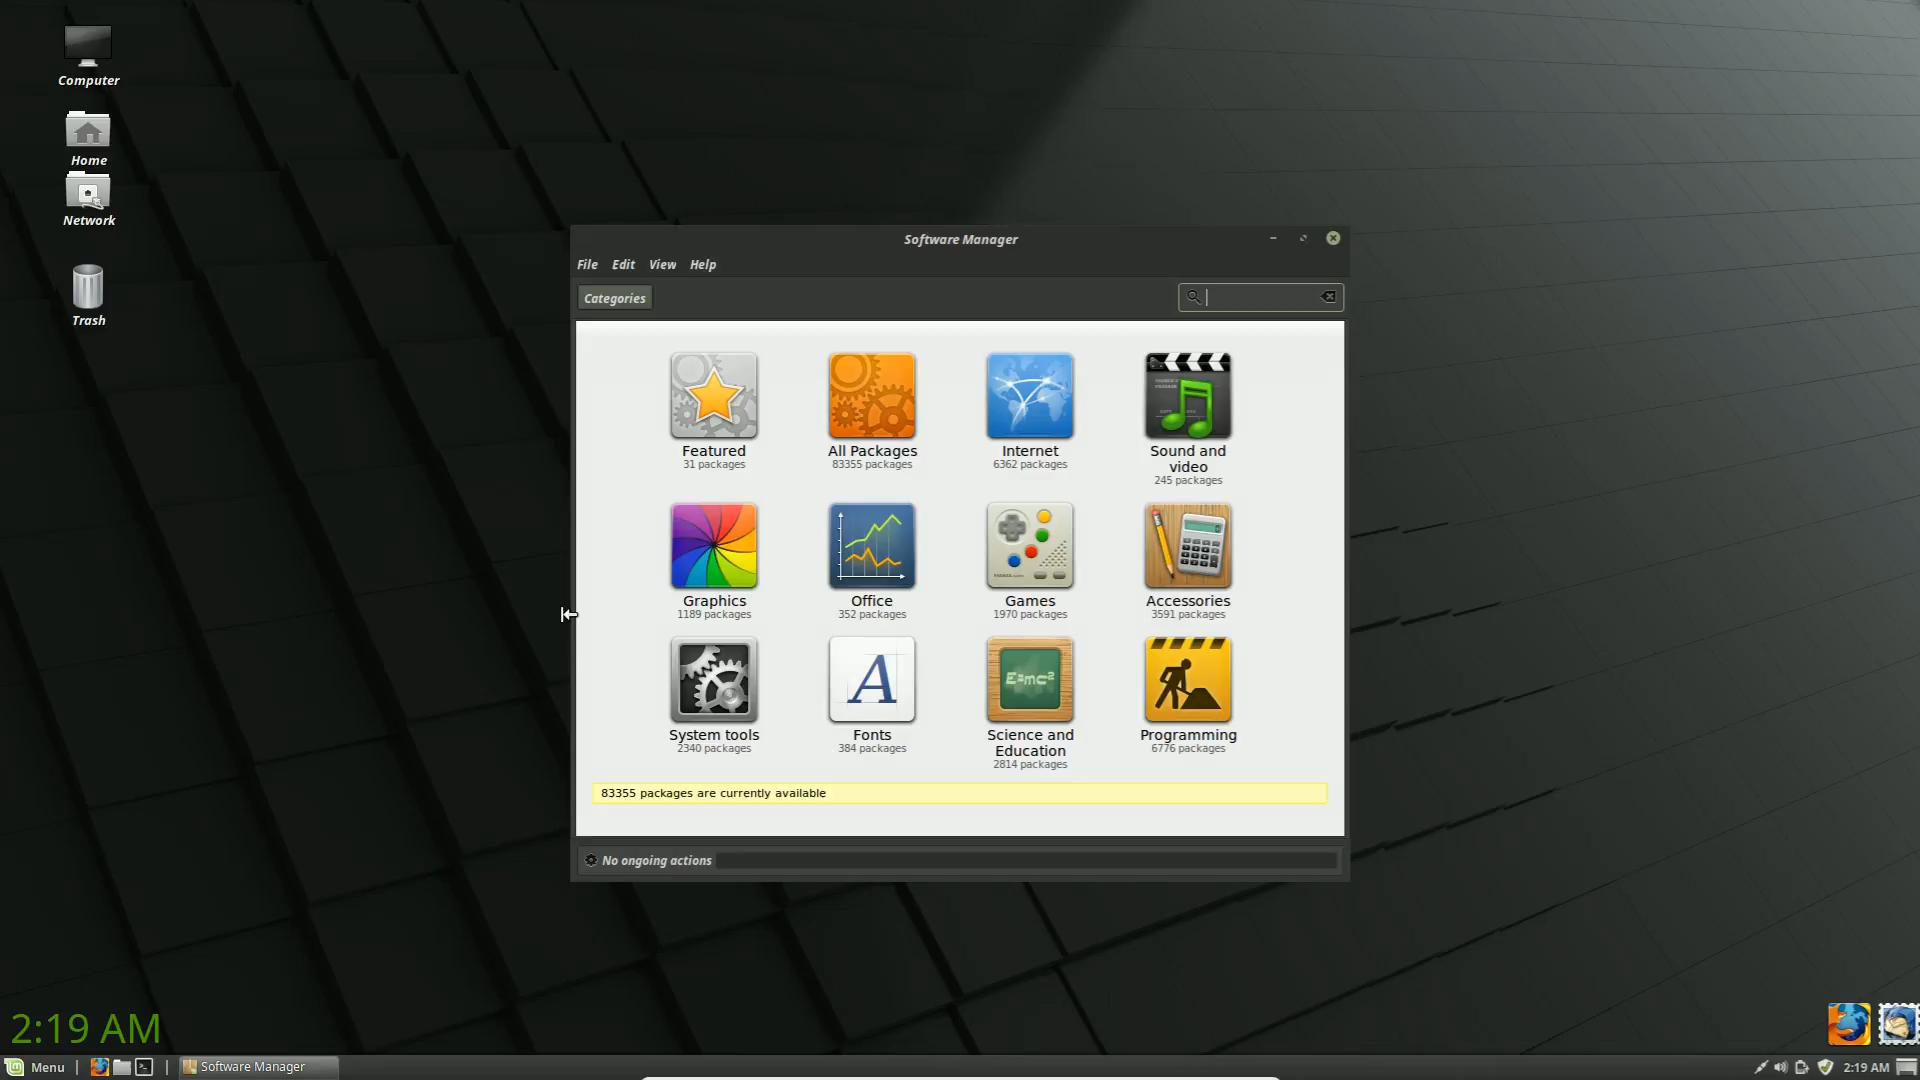 Computer
Home
Network
Trash
Software Manager
File Edit View Help
Categories
Featured
31 packages
All Packages
83355 packages
Internet
6362 packages
Sound and
video
245 packages
Graphics
1189 packages
Office
352 packages
Games
1970 packages
Accessories
3591 packages
System tools
2340 packages
A
Fonts
384 packages
E=mc²
Science and
Education
2814 packages
Programming
6776 packages
83355 packages are currently available
No ongoing actions
2:19 AM
Menu
Software Manager
2:19 AM